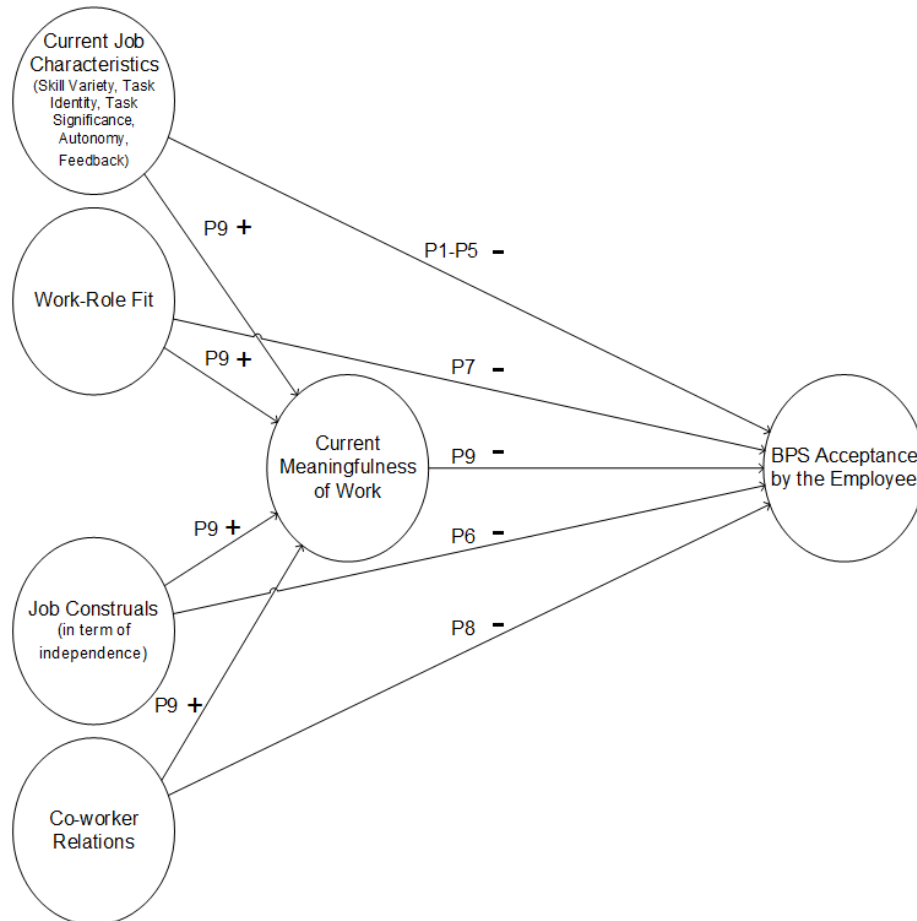 Current Job
Characteristics
(Skill Variety, Task
Identity, Task
Significance,
Autonomy,
Feedback)
P9 +
P1-P5 -
Work-Role Fit
P9 +
P7 -
Current
Meaningfulness
of Work
P9 -
BPS Acceptance
by the Employee
P9 +
P6 -
Job Construals
(in term of
independence)
P8 -
P9 +
Co-worker
Relations